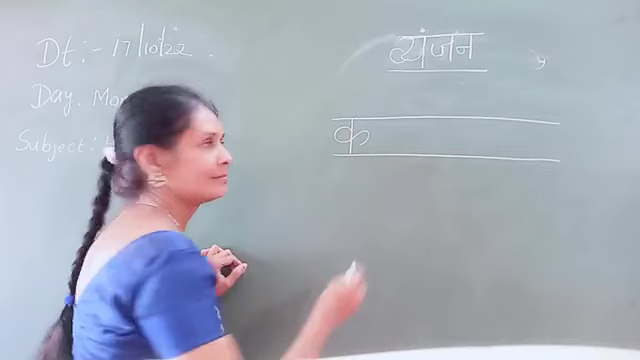 Dt:- 17/10/22.
Day. Mon
Subject:
व्यंजन
क